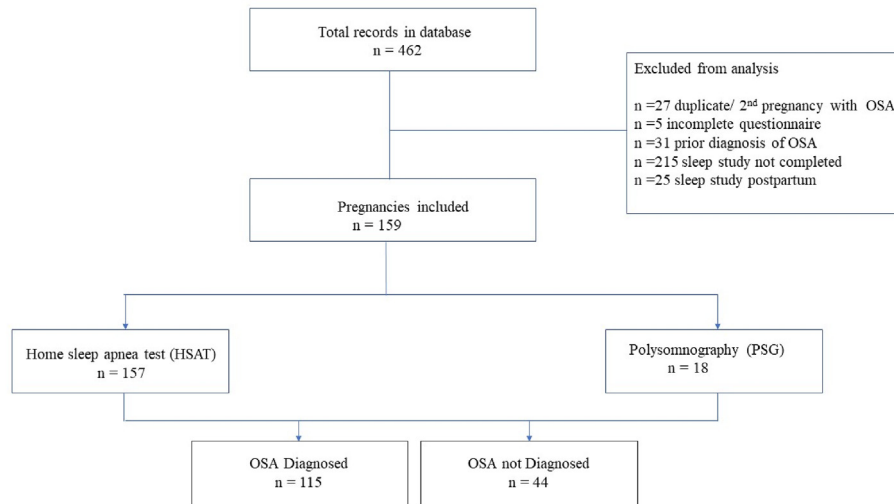 Total records in database
n = 462
Excluded from analysis
n =27 duplicate/ 2nd pregnancy with OSA
n =5 incomplete questionnaire
n =31 prior diagnosis of OSA
n =215 sleep study not completed
n =25 sleep study postpartum
Pregnancies included
n = 159
Home sleep apnea test (HSAT)
n = 157
Polysomnography (PSG)
n = 18
OSA Diagnosed
n = 115
OSA not Diagnosed
n = 44